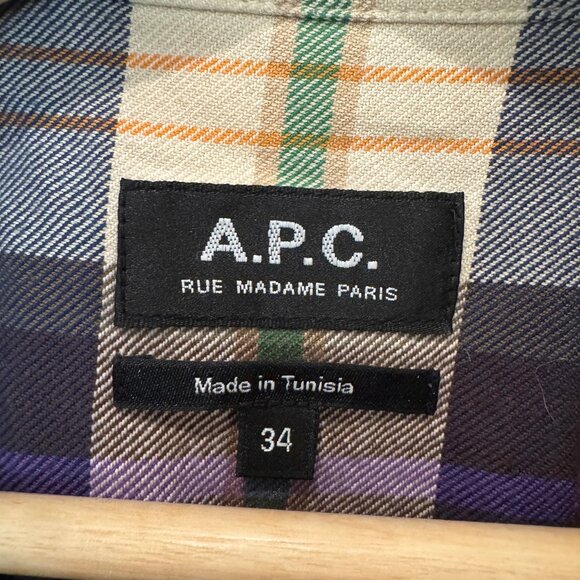 A.P.C.
RUE MADAME PARIS
Made in Tunisia
34